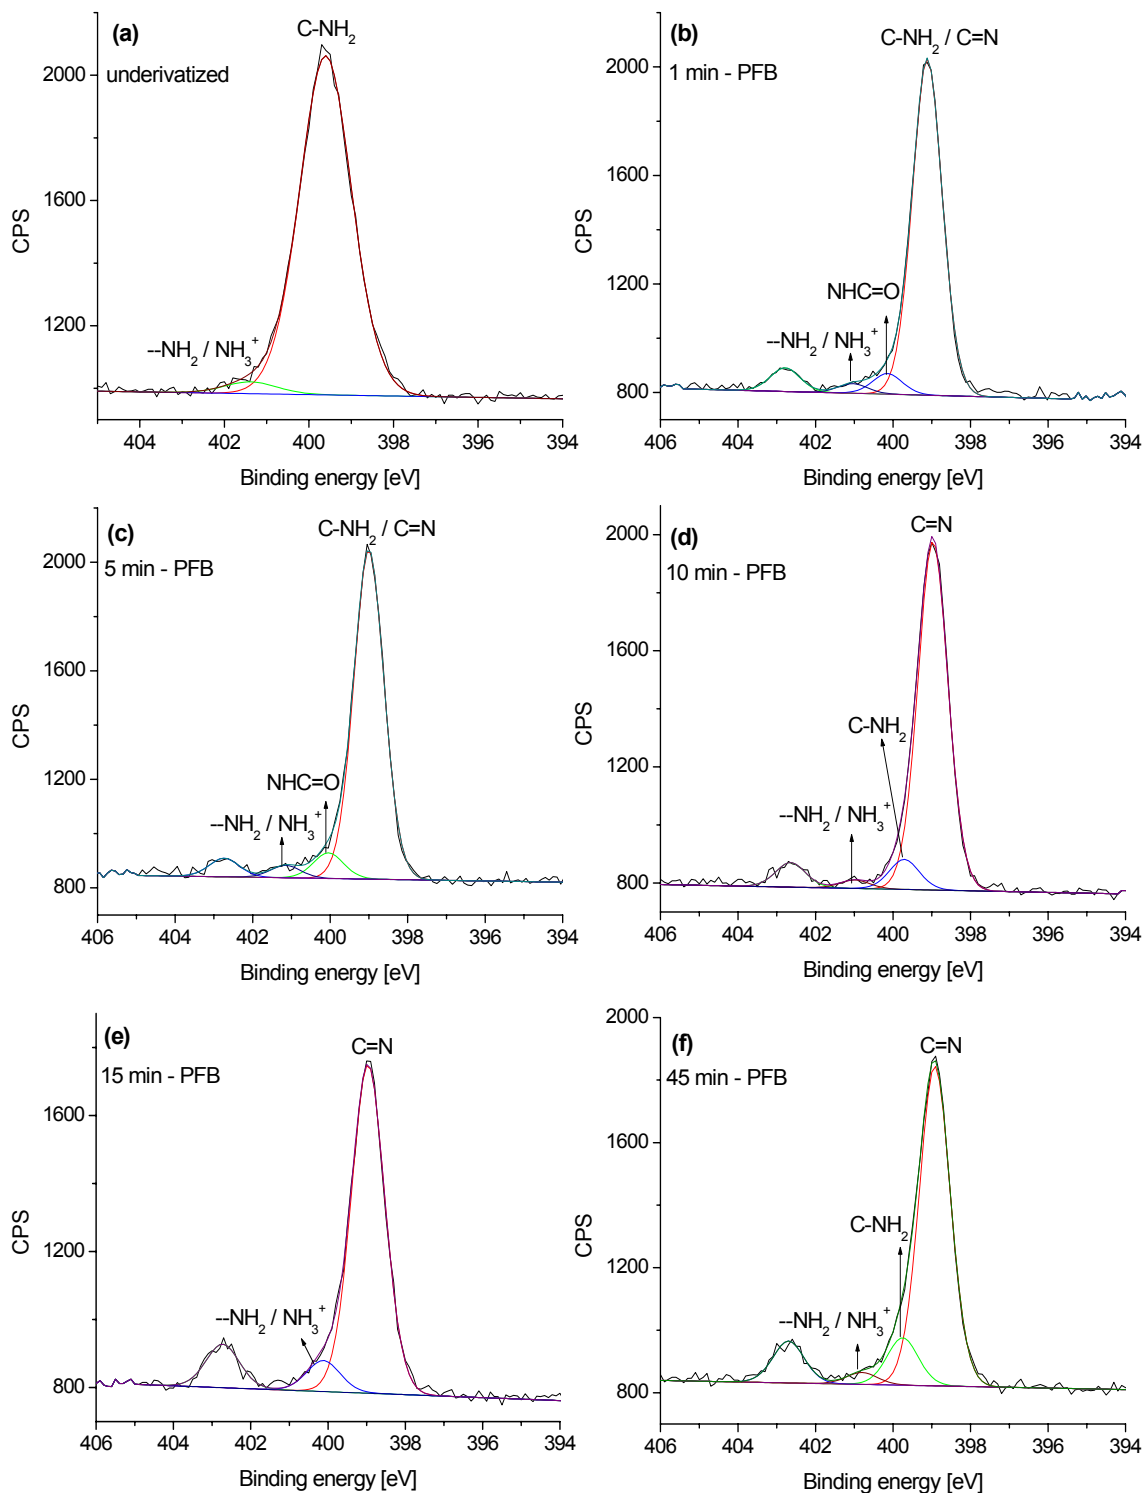 (a)
C-NH₂
underivatized
2000
1600
1200
CPS
--NH₂ / NH₃⁺
404 402 400 398 396 394
Binding energy [eV]
(b)
C-NH₂ / C=N
1 min - PFB
2000
1600
1200
800
CPS
NHC=O
--NH₂ / NH₃⁺
406 404 402 400 398 396 394
Binding energy [eV]
(c)
C-NH₂ / C=N
5 min - PFB
2000
1600
1200
800
CPS
NHC=O
--NH₂ / NH₃⁺
406 404 402 400 398 396 394
Binding energy [eV]
(d)
C=N
10 min - PFB
2000
1600
1200
800
CPS
C-NH₂
--NH₂ / NH₃⁺
406 404 402 400 398 396 394
Binding energy [eV]
(e)
C=N
15 min - PFB
1600
1200
800
CPS
--NH₂ / NH₃⁺
406 404 402 400 398 396 394
Binding energy [eV]
(f)
C=N
45 min - PFB
2000
1600
1200
800
CPS
C-NH₂
--NH₂ / NH₃⁺
406 404 402 400 398 396 394
Binding energy [eV]